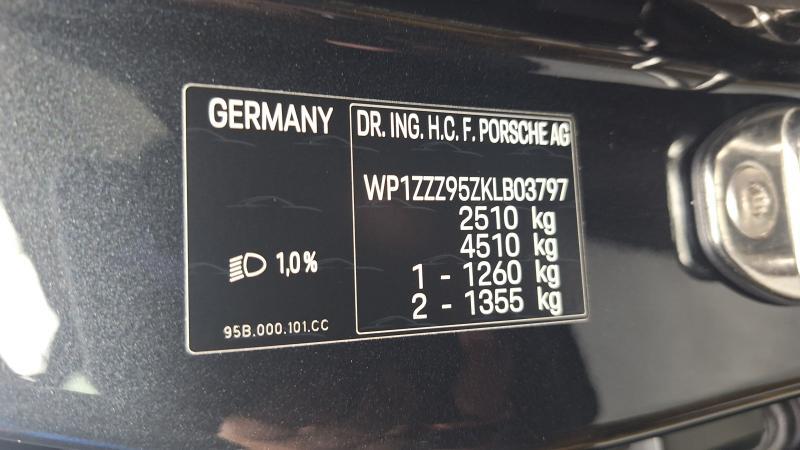 GERMANY
1,0%
95B.000.101.CC
DR. ING. H.C. F. PORSCHE AG
WP1ZZZ95ZKLB03797
2510 kg
4510 kg
1 - 1260 kg
2 - 1355 kg